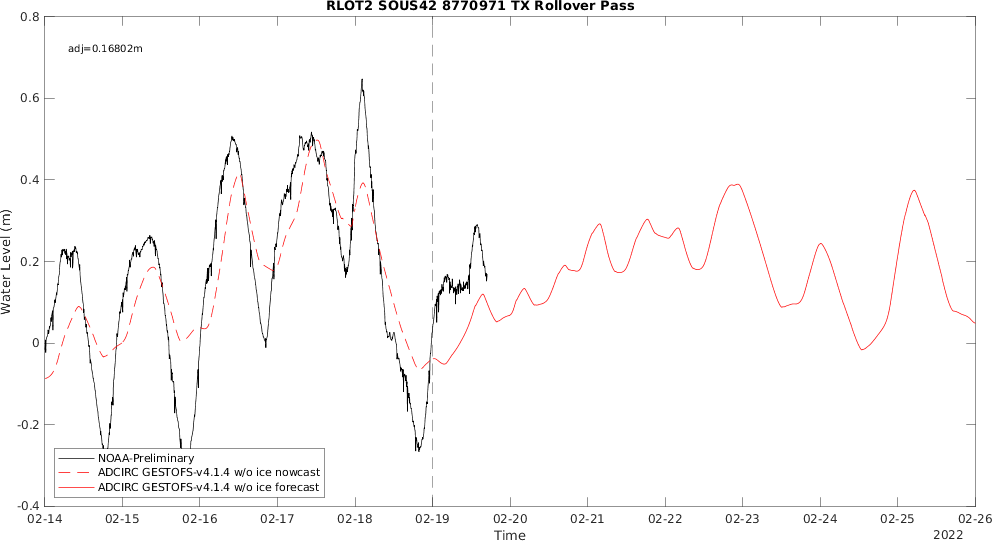 RLOT2 SOUS42 8770971 TX Rollover Pass
adj=0.16802m
0.8
0.6
0.4
0.2
0
-0.2
-0.4
Water Level (m)
NOAA-Preliminary
ADCIRC GESTOFS-v4.1.4 w/o ice nowcast
ADCIRC GESTOFS-v4.1.4 w/o ice forecast
02-14 02-15 02-16 02-17 02-18 02-19 02-20 02-21 02-22 02-23 02-24 02-25 02-26
Time
2022